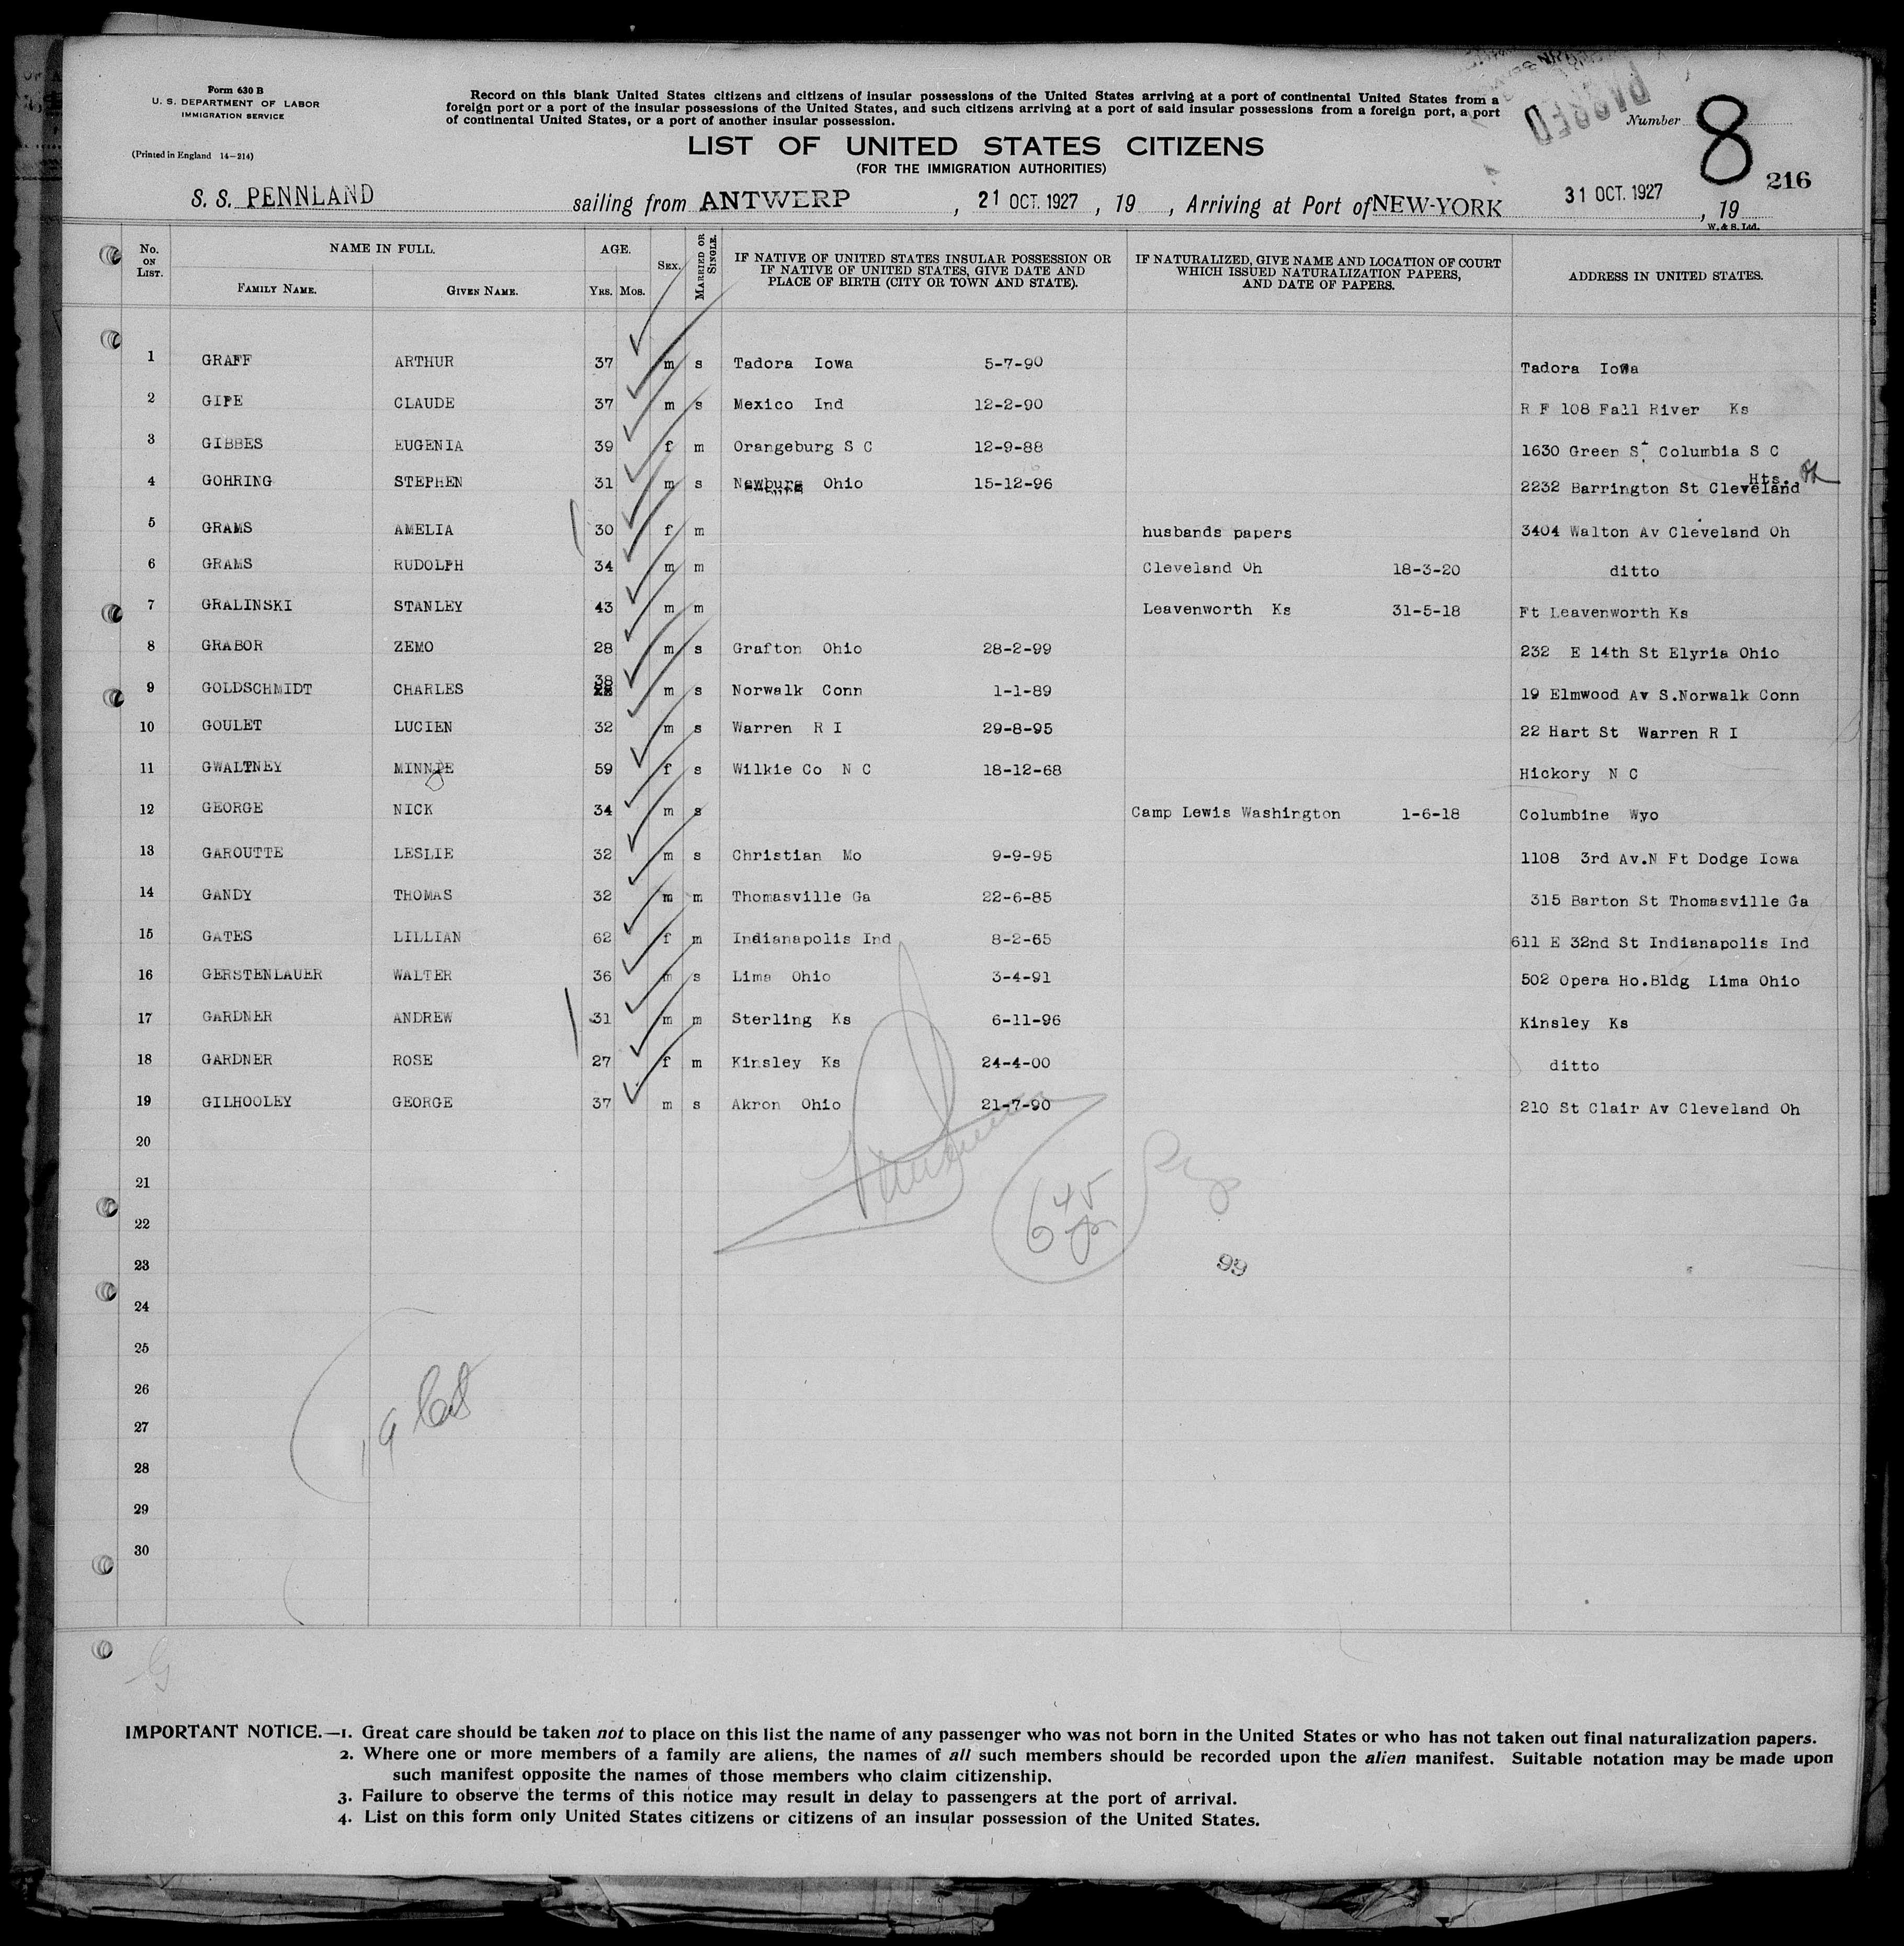 Form 630 B
U. S. DEPARTMENT OF LABOR
IMMIGRATION SERVICE
(Printed in England 14-214)
Record on this blank United States citizens and citizens of insular possessions of the United States arriving at a port of continental United States from a
foreign port or a port of the insular possessions of the United States, and such citizens arriving at a port of said insular possessions from a foreign port, a port
of continental United States, or a port of another insular possession.
PASSED
Number 8
LIST OF UNITED STATES CITIZENS
(FOR THE IMMIGRATION AUTHORITIES)
216
S. S. PENNLAND sailing from ANTWERP, 21 OCT. 1927, 19 , Arriving at Port of NEW-YORK 31 OCT. 1927, 19
W. & S. Ltd.
No. ON LIST. NAME IN FULL. FAMILY NAME. GIVEN NAME. AGE. YRS. MOS. SEX. MARRIED OR SINGLE. IF NATIVE OF UNITED STATES INSULAR POSSESSION OR IF NATIVE OF UNITED STATES, GIVE DATE AND PLACE OF BIRTH (CITY OR TOWN AND STATE). IF NATURALIZED, GIVE NAME AND LOCATION OF COURT WHICH ISSUED NATURALIZATION PAPERS, AND DATE OF PAPERS. ADDRESS IN UNITED STATES.
1 GRAFF ARTHUR 37 m s Tadora Iowa 5-7-90 Tadora Iowa
2 GIPE CLAUDE 37 m s Mexico Ind 12-2-90 R F 108 Fall River Ks
3 GIBBES EUGENIA 39 f m Orangeburg S C 12-9-88 1630 Green St Columbia S C
4 GOHRING STEPHEN 31 m s Newburg Ohio 15-12-96 2232 Barrington St Cleveland Hts.
5 GRAMS AMELIA 30 f m husbands papers 3404 Walton Av Cleveland Oh
6 GRAMS RUDOLPH 34 m m Cleveland Oh 18-3-20 ditto
7 GRALINSKI STANLEY 43 m m Leavenworth Ks 31-5-18 Ft Leavenworth Ks
8 GRABOR ZEMO 28 m s Grafton Ohio 28-2-99 232 E 14th St Elyria Ohio
9 GOLDSCHMIDT CHARLES 38 m s Norwalk Conn 1-1-89 19 Elmwood Av S.Norwalk Conn
10 GOULET LUCIEN 32 m s Warren R I 29-8-95 22 Hart St Warren R I
11 GWALTNEY MINNIE 59 f s Wilkie Co N C 18-12-68 Hickory N C
12 GEORGE NICK 34 m s Camp Lewis Washington 1-6-18 Columbine Wyo
13 GAROUTTE LESLIE 32 m s Christian Mo 9-9-95 1108 3rd Av.N Ft Dodge Iowa
14 GANDY THOMAS 32 m m Thomasville Ga 22-6-85 315 Barton St Thomasville Ga
15 GATES LILLIAN 62 f m Indianapolis Ind 8-2-65 611 E 32nd St Indianapolis Ind
16 GERSTENLAUER WALTER 36 m s Lima Ohio 3-4-91 502 Opera Ho.Bldg Lima Ohio
17 GARDNER ANDREW 31 m m Sterling Ks 6-11-96 Kinsley Ks
18 GARDNER ROSE 27 f m Kinsley Ks 24-4-00 ditto
19 GILHOOLEY GEORGE 37 m s Akron Ohio 21-7-90 210 St Clair Av Cleveland Oh
20
21
22
23
99
24
25
26
27
28
29
30
IMPORTANT NOTICE.—1. Great care should be taken not to place on this list the name of any passenger who was not born in the United States or who has not taken out final naturalization papers.
2. Where one or more members of a family are aliens, the names of all such members should be recorded upon the alien manifest. Suitable notation may be made upon
such manifest opposite the names of those members who claim citizenship.
3. Failure to observe the terms of this notice may result in delay to passengers at the port of arrival.
4. List on this form only United States citizens or citizens of an insular possession of the United States.